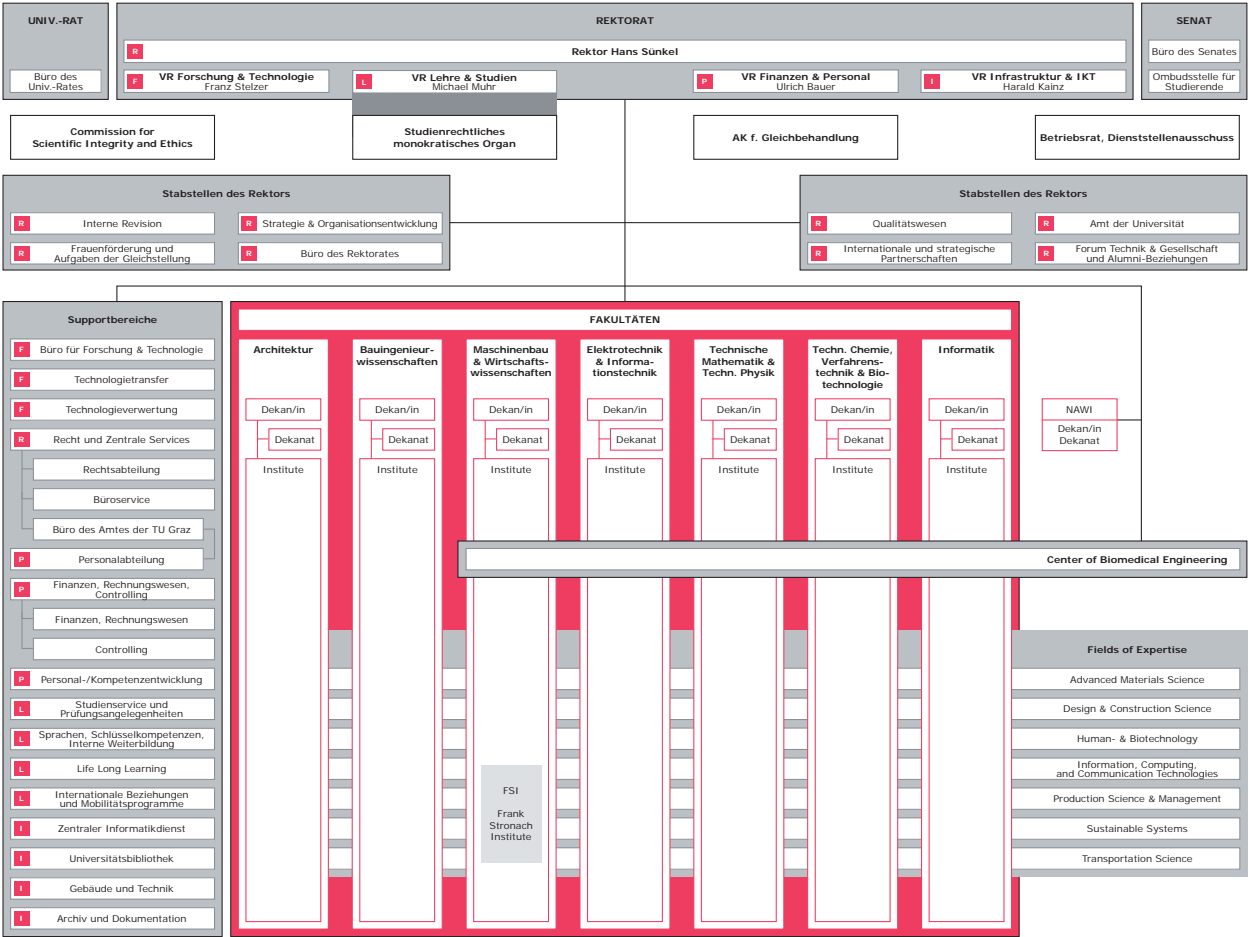 UNIV.-RAT
Büro des
Univ.-Rates
REKTORAT
R
Rektor Hans Sünkel
F
VR Forschung & Technologie
Franz Stelzer
L
VR Lehre & Studien
Michael Muhr
P
VR Finanzen & Personal
Ulrich Bauer
I
VR Infrastruktur & IKT
Harald Kainz
SENAT
Büro des Senates
Ombudsstelle für
Studierende
Commission for
Scientific Integrity and Ethics
Studienrechtliches
monokratisches Organ
AK f. Gleichbehandlung
Betriebsrat, Dienststellenausschuss
Stabstellen des Rektors
R
Interne Revision
R
Strategie & Organisationsentwicklung
R
Frauenförderung und
Aufgaben der Gleichstellung
R
Büro des Rektorates
Stabstellen des Rektors
R
Qualitätswesen
R
Amt der Universität
R
Internationale und strategische
Partnerschaften
R
Forum Technik & Gesellschaft
und Alumni-Beziehungen
Supportbereiche
F
Büro für Forschung & Technologie
F
Technologietransfer
F
Technologieverwertung
R
Recht und Zentrale Services
Rechtsabteilung
Büroservice
Büro des Amtes der TU Graz
P
Personalabteilung
P
Finanzen, Rechnungswesen,
Controlling
Finanzen, Rechnungswesen
Controlling
P
Personal-/Kompetenzentwicklung
L
Studienservice und
Prüfungsangelegenheiten
L
Sprachen, Schlüsselkompetenzen,
Interne Weiterbildung
L
Life Long Learning
L
Internationale Beziehungen
und Mobilitätsprogramme
I
Zentraler Informatikdienst
I
Universitätsbibliothek
I
Gebäude und Technik
I
Archiv und Dokumentation
FAKULTÄTEN
Architektur
Dekan/in
Dekanat
Institute
Bauingenieur-
wissenschaften
Dekan/in
Dekanat
Institute
Maschinenbau
& Wirtschafts-
wissenschaften
Dekan/in
Dekanat
Institute
FSI
Frank
Stronach
Institute
Elektrotechnik
& Informa-
tionstechnik
Dekan/in
Dekanat
Institute
Technische
Mathematik &
Techn. Physik
Dekan/in
Dekanat
Institute
Techn. Chemie,
Verfahrens-
technik & Bio-
technologie
Dekan/in
Dekanat
Institute
Informatik
Dekan/in
Dekanat
Institute
NAWI
Dekan/in
Dekanat
Center of Biomedical Engineering
Fields of Expertise
Advanced Materials Science
Design & Construction Science
Human- & Biotechnology
Information, Computing,
and Communication Technologies
Production Science & Management
Sustainable Systems
Transportation Science